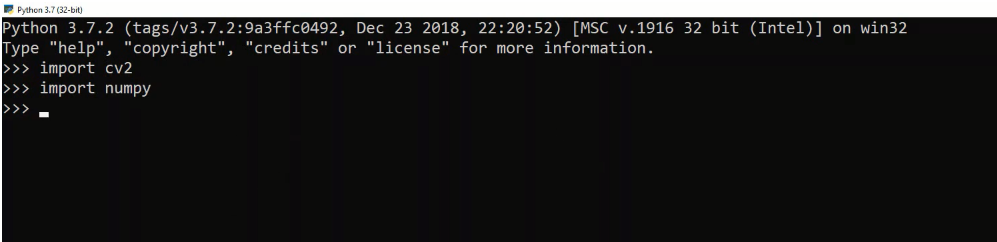 Python 3.7 (32-bit)
Python 3.7.2 (tags/v3.7.2:9a3ffc0492, Dec 23 2018, 22:20:52) [MSC v.1916 32 bit (Intel)] on win32
Type "help", "copyright", "credits" or "license" for more information.
>>> import cv2
>>> import numpy
>>>